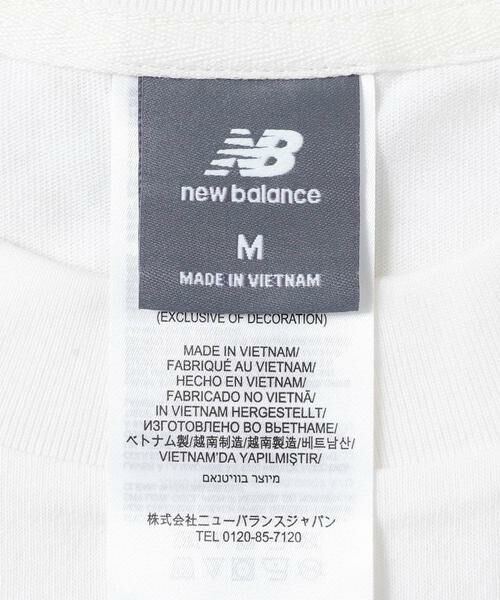 NB
new balance
M
MADE IN VIETNAM
(EXCLUSIVE OF DECORATION)
MADE IN VIETNAM/
FABRIQUÉ AU VIETNAM/
HECHO EN VIETNAM/
FABRICADO NO VIETNÃ/
IN VIETNAM HERGESTELLT/
ИЗГОТОВЛЕНО ВО ВЬЕТНАМЕ/
ベトナム製/越南制造/越南製造/베트남산/
VIETNAM'DA YAPILMIŞTIR/
מיוצר בוויטנאם
株式会社ニューバランスジャパン
TEL 0120-85-7120